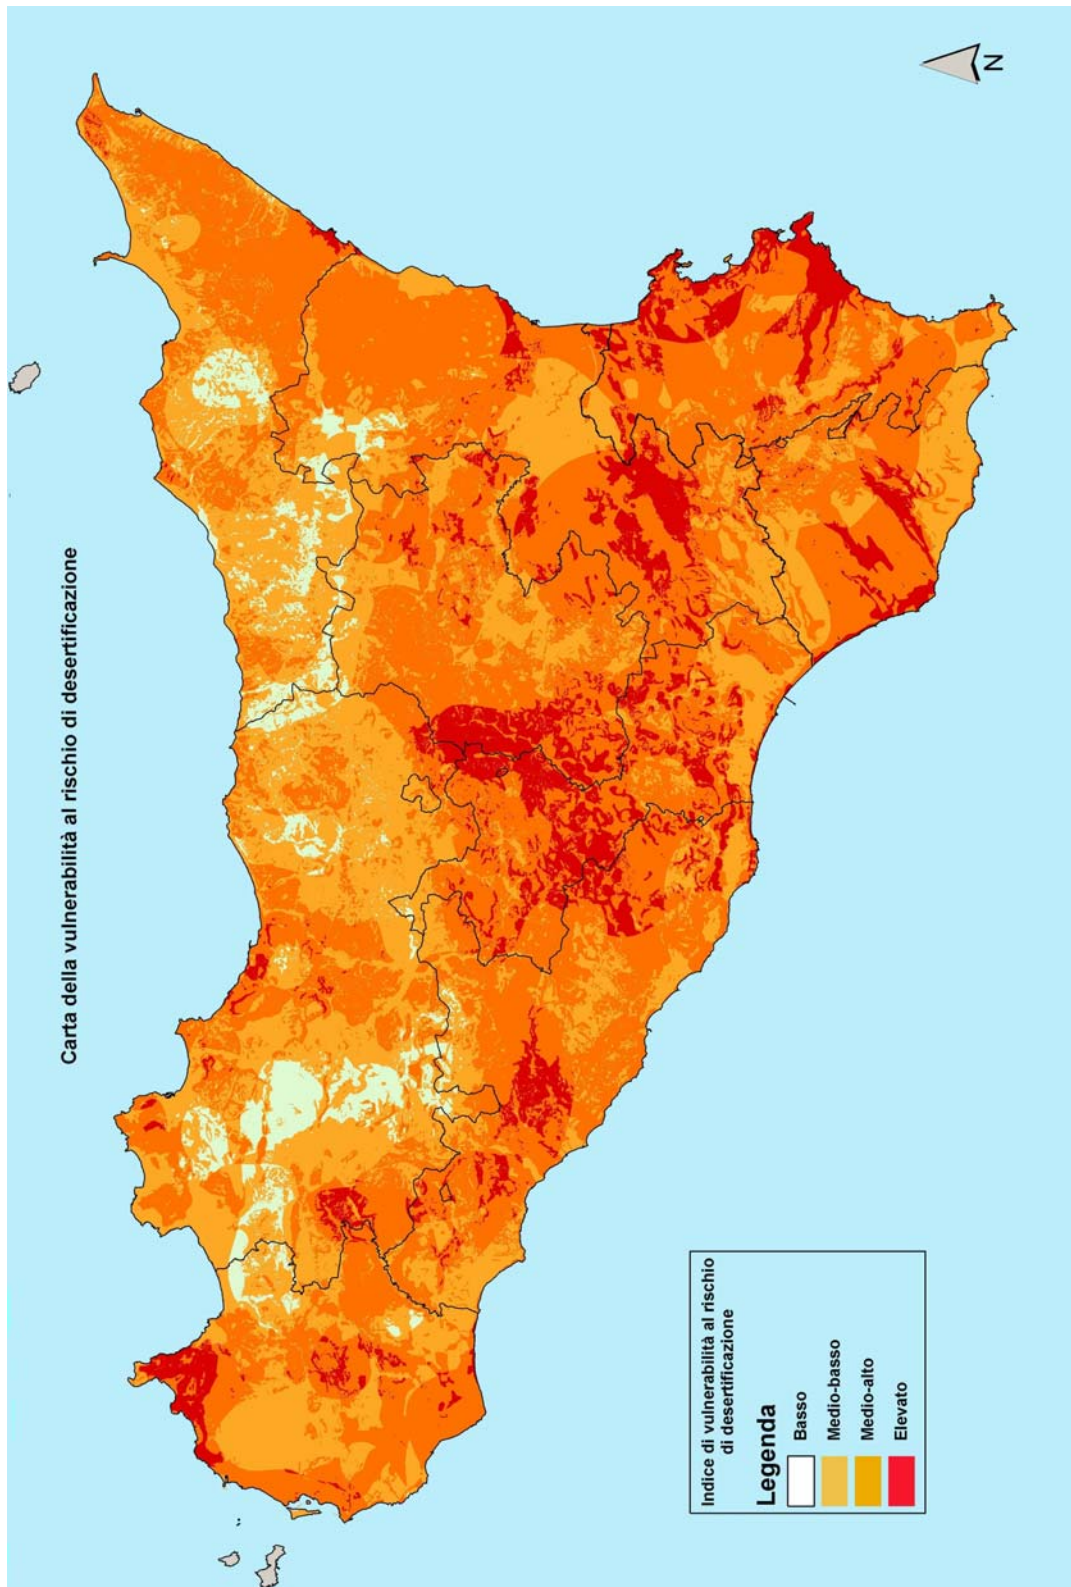 Carta della vulnerabilità al rischio di desertificazione
N
Indice di vulnerabilità al rischio
di desertificazione
Legenda
Basso
Medio-basso
Medio-alto
Elevato